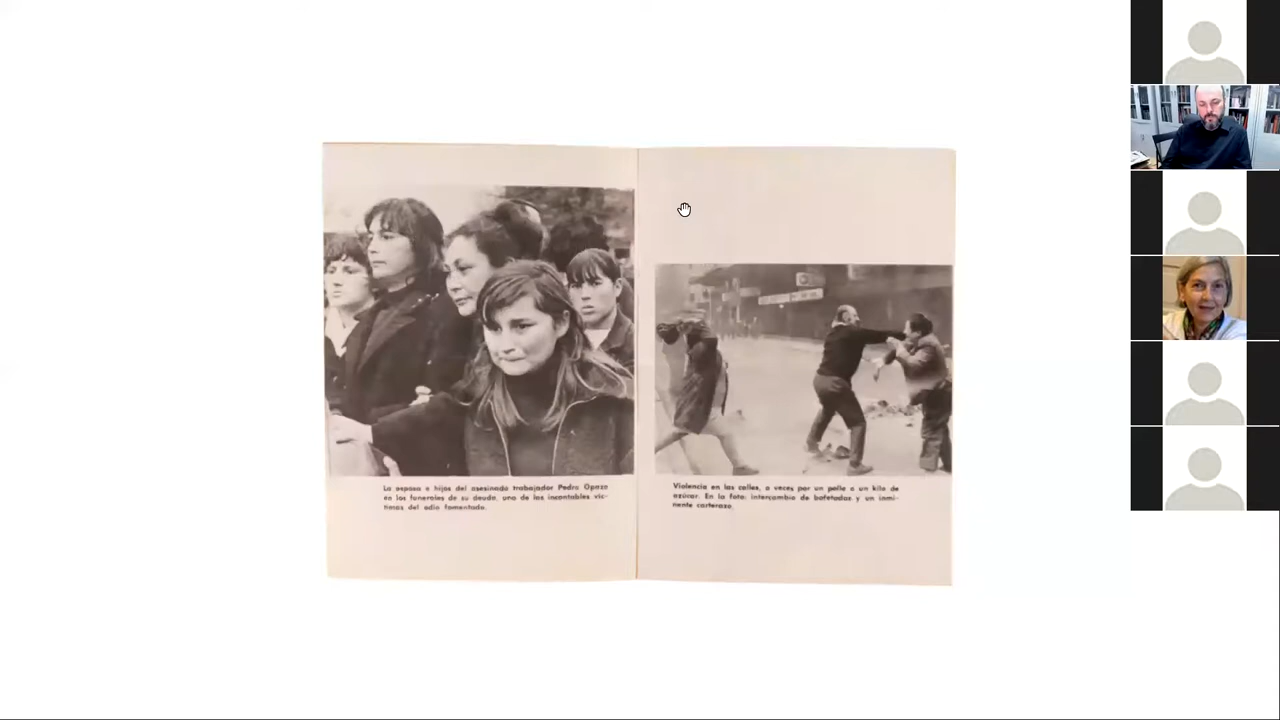 La esposa e hijos del asesinado trabajador Pedro Opazo
en los funerales de su deudo, uno de las incontables víc-
timas del odio fomentado.
Violencia en las calles, a veces por un pollo o un kilo de
azúcar. En la foto: intercambio de bofetadas y un inmi-
nente carterazo.